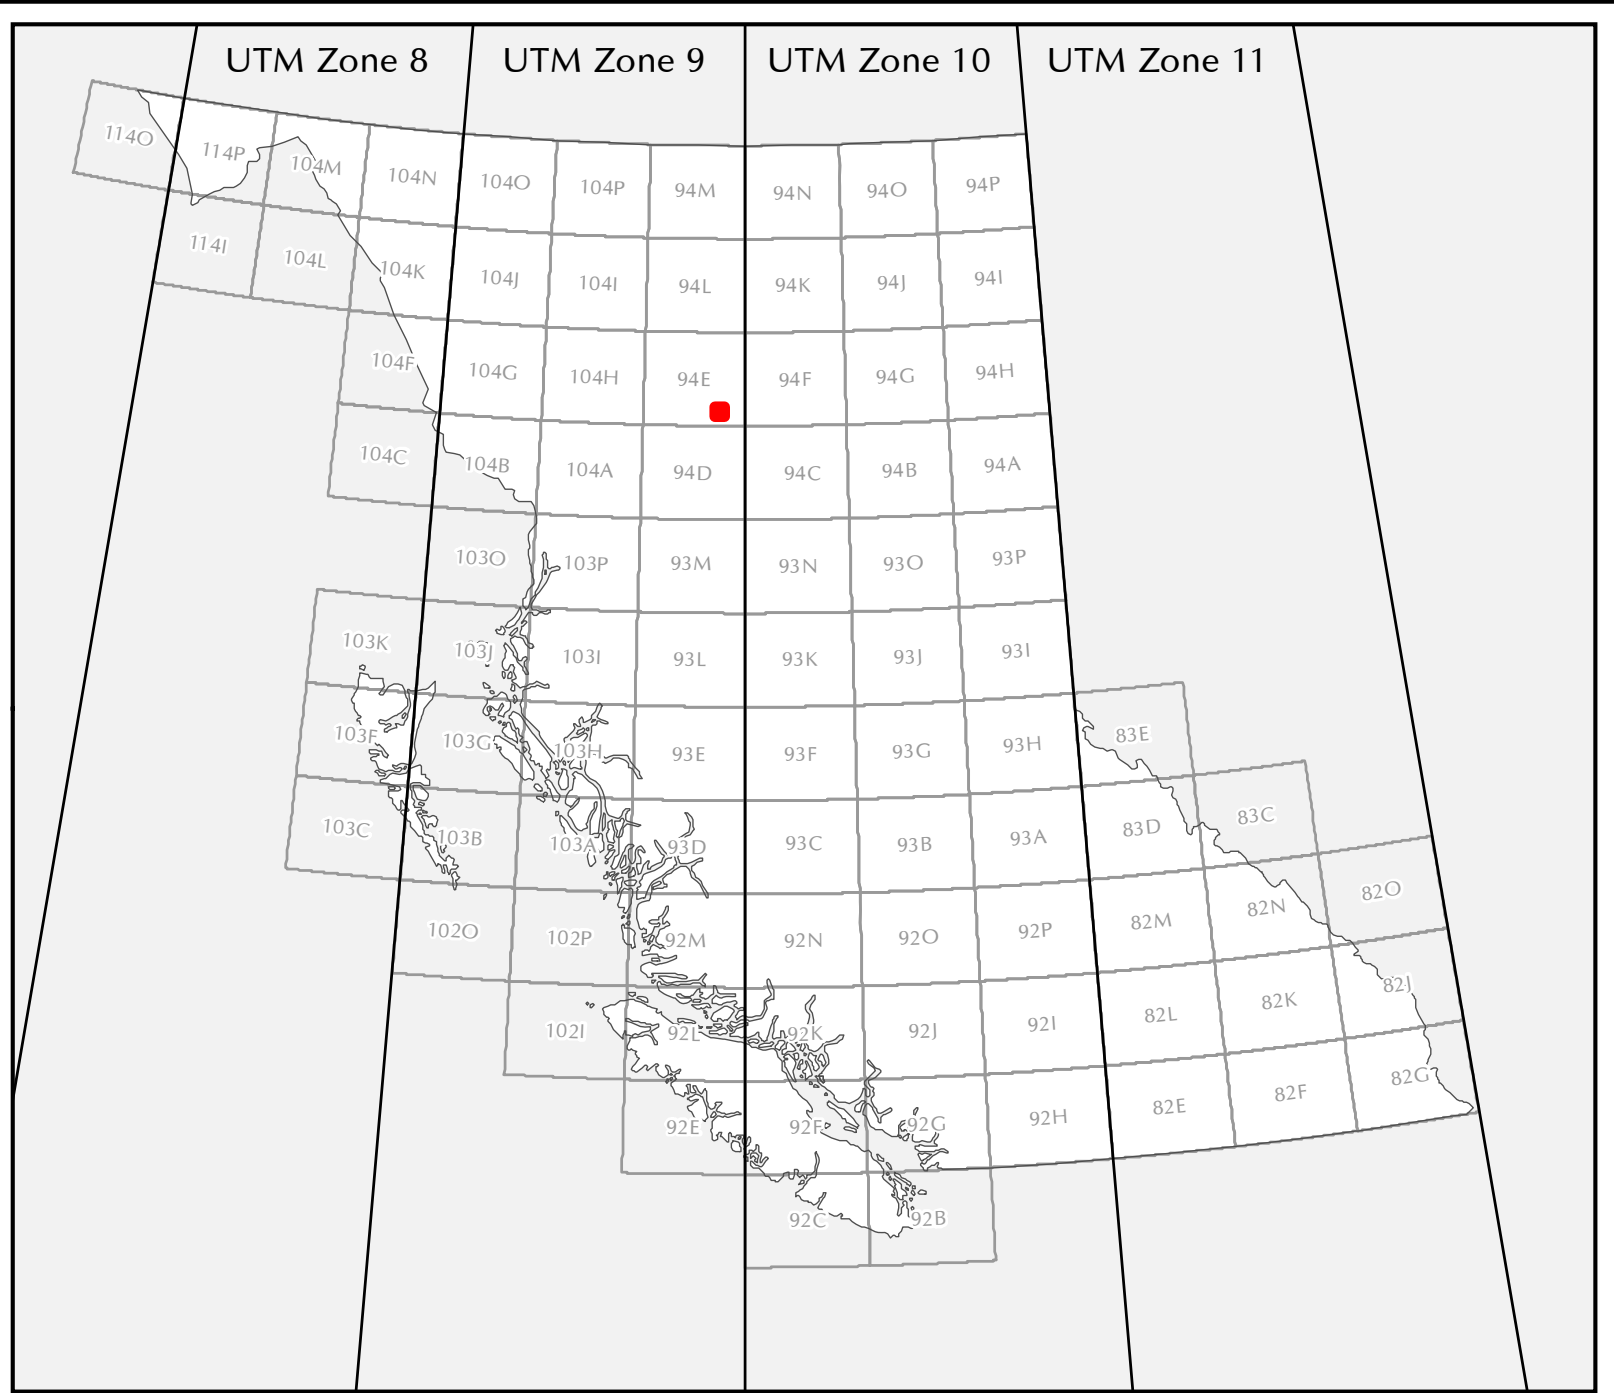 UTM Zone 8 UTM Zone 9 UTM Zone 10 UTM Zone 11
114O 114P 104M 104N 104O 104P 94M 94N 94O 94P
114I 104L 104K 104J 104I 94L 94K 94J 94I
104F 104G 104H 94E 94F 94G 94H
104C 104B 104A 94D 94C 94B 94A
103O 103P 93M 93N 93O 93P
103K 103J 103I 93L 93K 93J 93I
103F 103G 103H 93E 93F 93G 93H 83E
103C 103B 103A 93D 93C 93B 93A 83D 83C
102O 102P 92M 92N 92O 92P 82M 82N 82O
102I 92L 92K 92J 92I 82L 82K 82J
92E 92F 92G 92H 82E 82F 82G
92C 92B